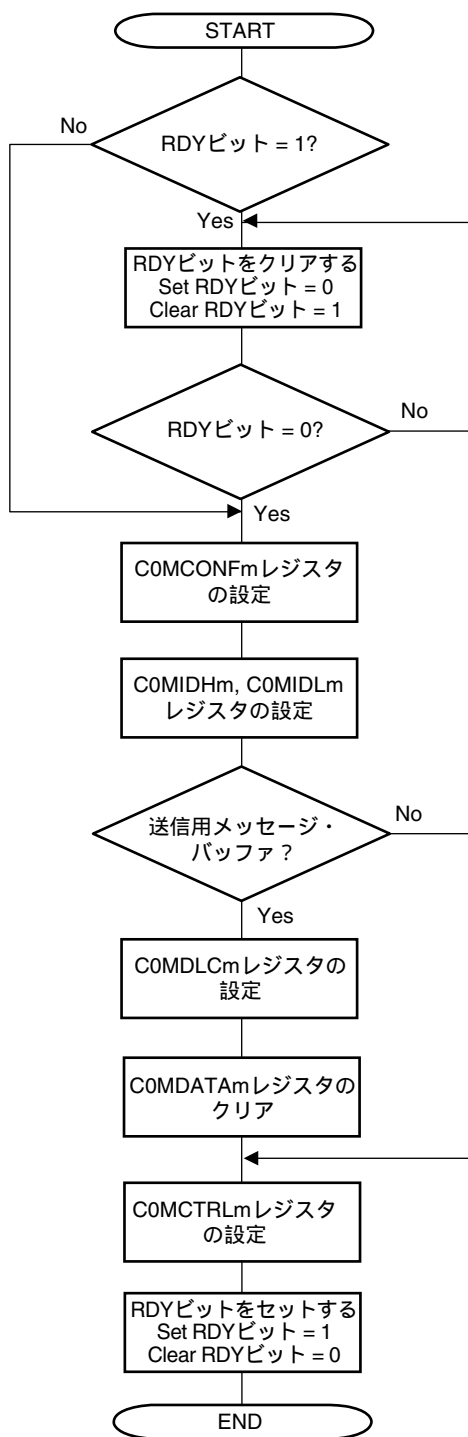 START
No
RDYビット = 1?
Yes
RDYビットをクリアする
Set RDYビット = 0
Clear RDYビット = 1
RDYビット = 0?
No
Yes
C0MCONFmレジスタ
の設定
C0MIDHm, C0MIDLm
レジスタの設定
送信用メッセージ・
バッファ？
No
Yes
C0MDLCmレジスタの
設定
C0MDATAmレジスタの
クリア
C0MCTRLmレジスタ
の設定
RDYビットをセットする
Set RDYビット = 1
Clear RDYビット = 0
END